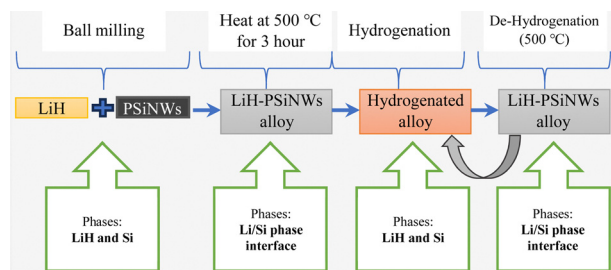 Ball milling
Heat at 500 ℃
for 3 hour
Hydrogenation
De-Hydrogenation
(500 ℃)
LiH
PSiNWs
LiH-PSiNWs
alloy
Hydrogenated
alloy
LiH-PSiNWs
alloy
Phases:
LiH and Si
Phases:
Li/Si phase
interface
Phases:
LiH and Si
Phases:
Li/Si phase
interface